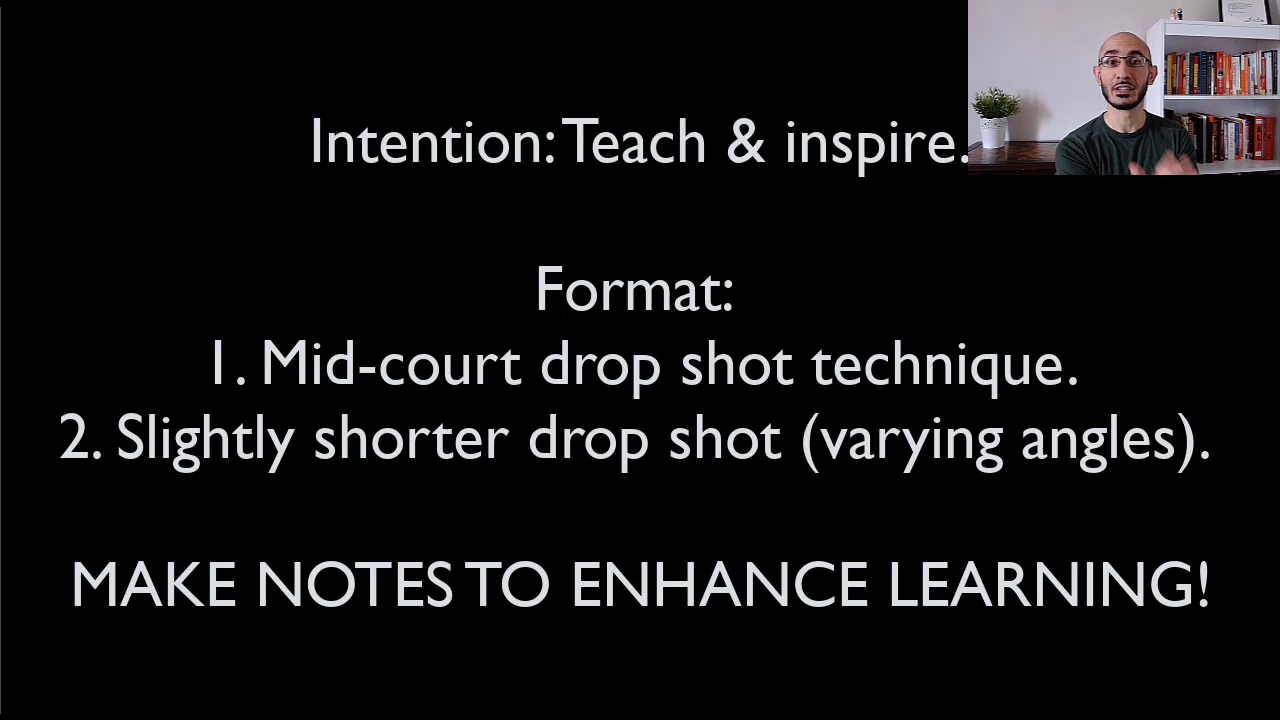 Intention: Teach & inspire.
Format:
1. Mid-court drop shot technique.
2. Slightly shorter drop shot (varying angles).
MAKE NOTES TO ENHANCE LEARNING!